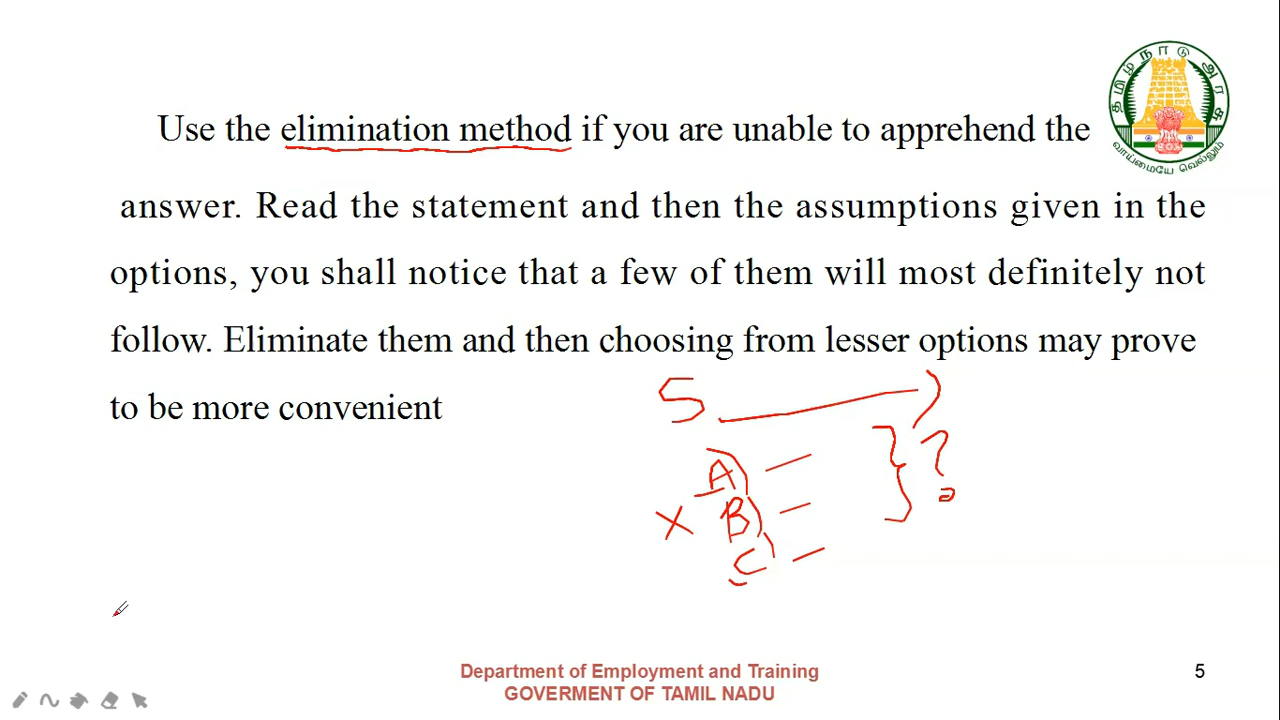 Use the elimination method if you are unable to apprehend the
answer. Read the statement and then the assumptions given in the
options, you shall notice that a few of them will most definitely not
follow. Eliminate them and then choosing from lesser options may prove
to be more convenient
தமிழ்நாடு அரசு
வாய்மையே வெல்லும்
S )
A) — } ?
X B) —
C) —
Department of Employment and Training
GOVERMENT OF TAMIL NADU
5